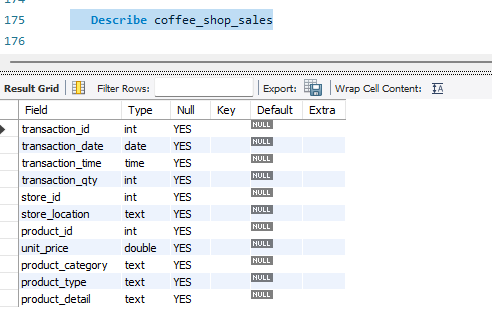 174
175 Describe coffee_shop_sales
176
Result Grid Filter Rows: Export: Wrap Cell Content: IA
Field Type Null Key Default Extra
transaction_id int YES NULL
transaction_date date YES NULL
transaction_time time YES NULL
transaction_qty int YES NULL
store_id int YES NULL
store_location text YES NULL
product_id int YES NULL
unit_price double YES NULL
product_category text YES NULL
product_type text YES NULL
product_detail text YES NULL